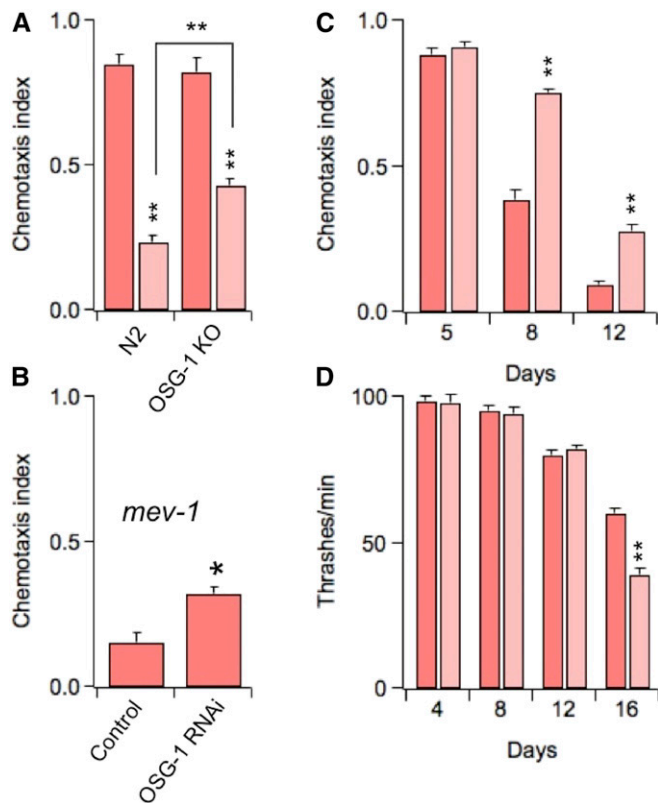 A
Chemotaxis index
1.0
0.5
0.0
**
**
**
N2
OSG-1 KO
B
Chemotaxis index
1.0
0.5
0.0
mev-1
*
Control
OSG-1 RNAi
C
Chemotaxis index
1.0
0.5
0.0
**
**
5 8 12
Days
D
Thrashes/min
100
50
0
**
4 8 12 16
Days